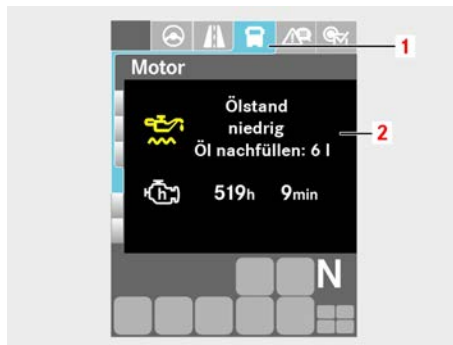 1
Motor
Ölstand
niedrig
Öl nachfüllen: 6 l
2
h
519h 9min
N